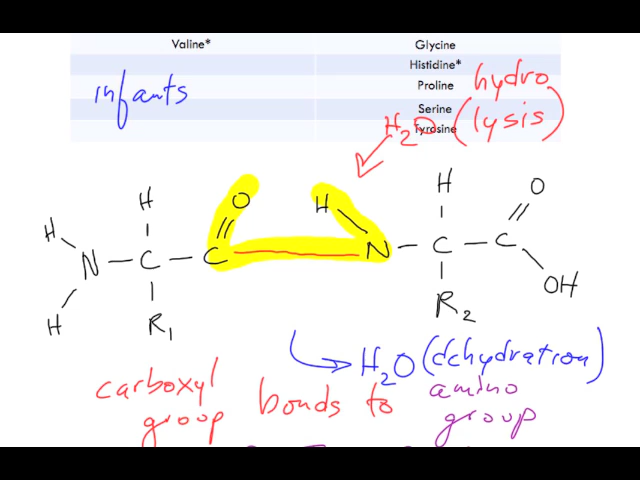 Valine* Glycine
Histidine*
infants Proline hydro
Serine
H2O Tyrosine (lysis)
H O H H O
H N C C N C C
H R1 R2 OH
H2O (dehydration)
carboxyl group bonds to amino group